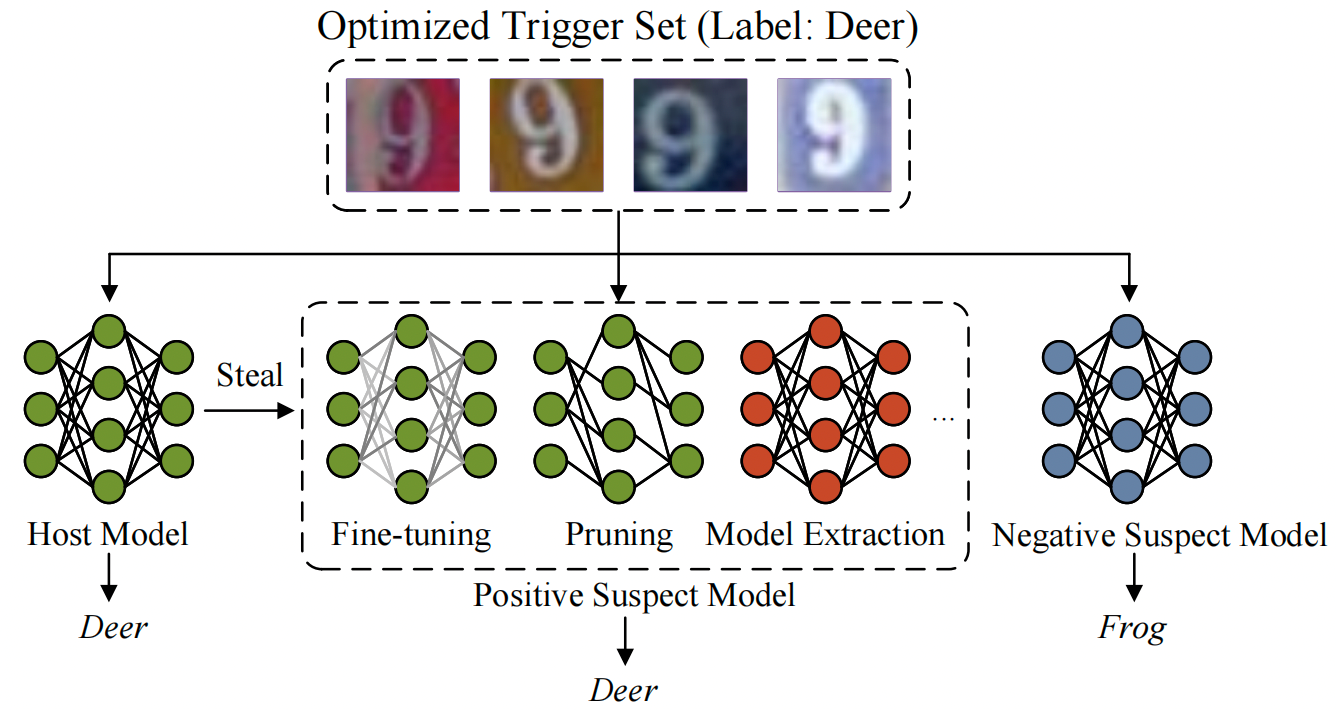 Optimized Trigger Set (Label: Deer)
9 9 9 9
Steal
...
Host Model
Fine-tuning
Pruning
Model Extraction
Negative Suspect Model
Positive Suspect Model
Deer
Frog
Deer